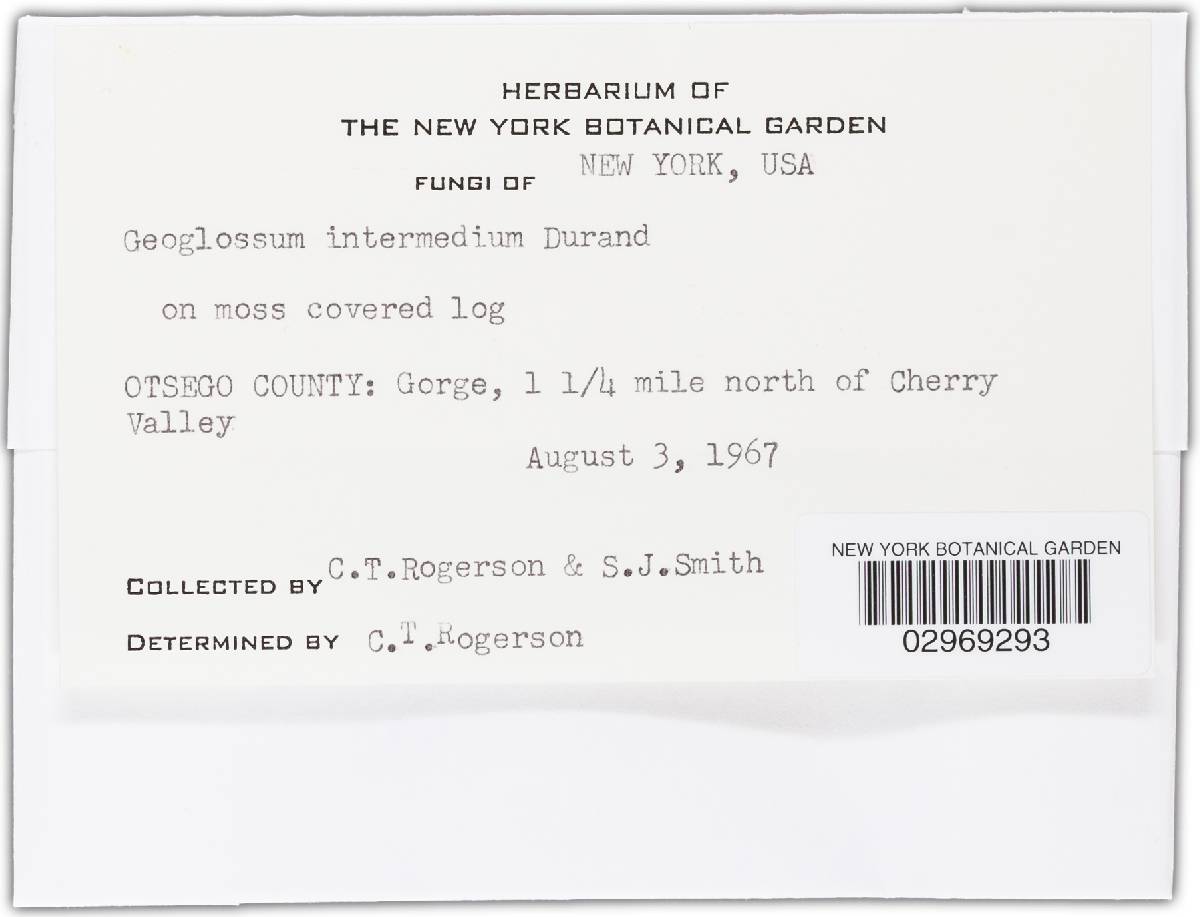 HERBARIUM OF
THE NEW YORK BOTANICAL GARDEN
FUNGI OF NEW YORK, USA
Geoglossum intermedium Durand
on moss covered log
OTSEGO COUNTY: Gorge, 1 1/4 mile north of Cherry
Valley
August 3, 1967
COLLECTED BY C.T.Rogerson & S.J.Smith
DETERMINED BY C.T.Rogerson
NEW YORK BOTANICAL GARDEN
02969293